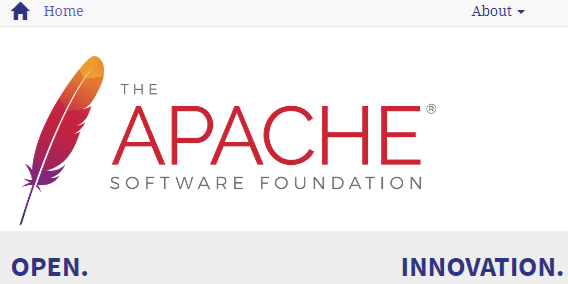 Home About
THE
APACHE®
SOFTWARE FOUNDATION
OPEN. INNOVATION.